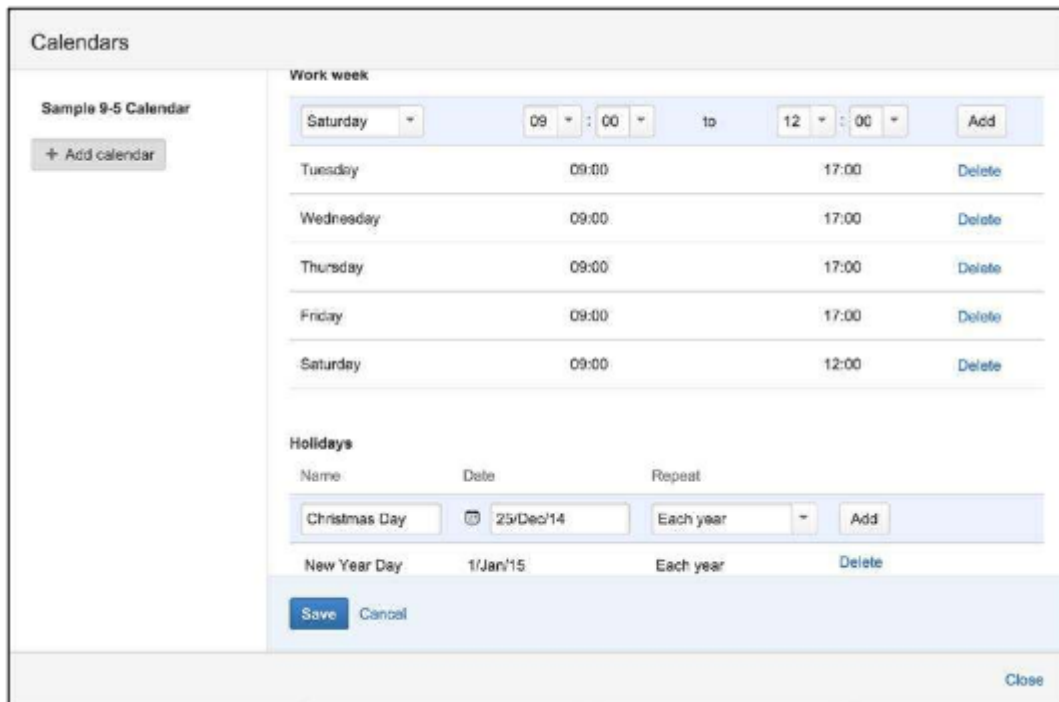 Calendars
Sample 9-5 Calendar
+ Add calendar
Work week
Saturday 09 : 00 to 12 : 00 Add
Tuesday 09:00 17:00 Delete
Wednesday 09:00 17:00 Delete
Thursday 09:00 17:00 Delete
Friday 09:00 17:00 Delete
Saturday 09:00 12:00 Delete
Holidays
Name Date Repeat
Christmas Day 25/Dec/14 Each year Add
New Year Day 1/Jan/15 Each year Delete
Save Cancel
Close